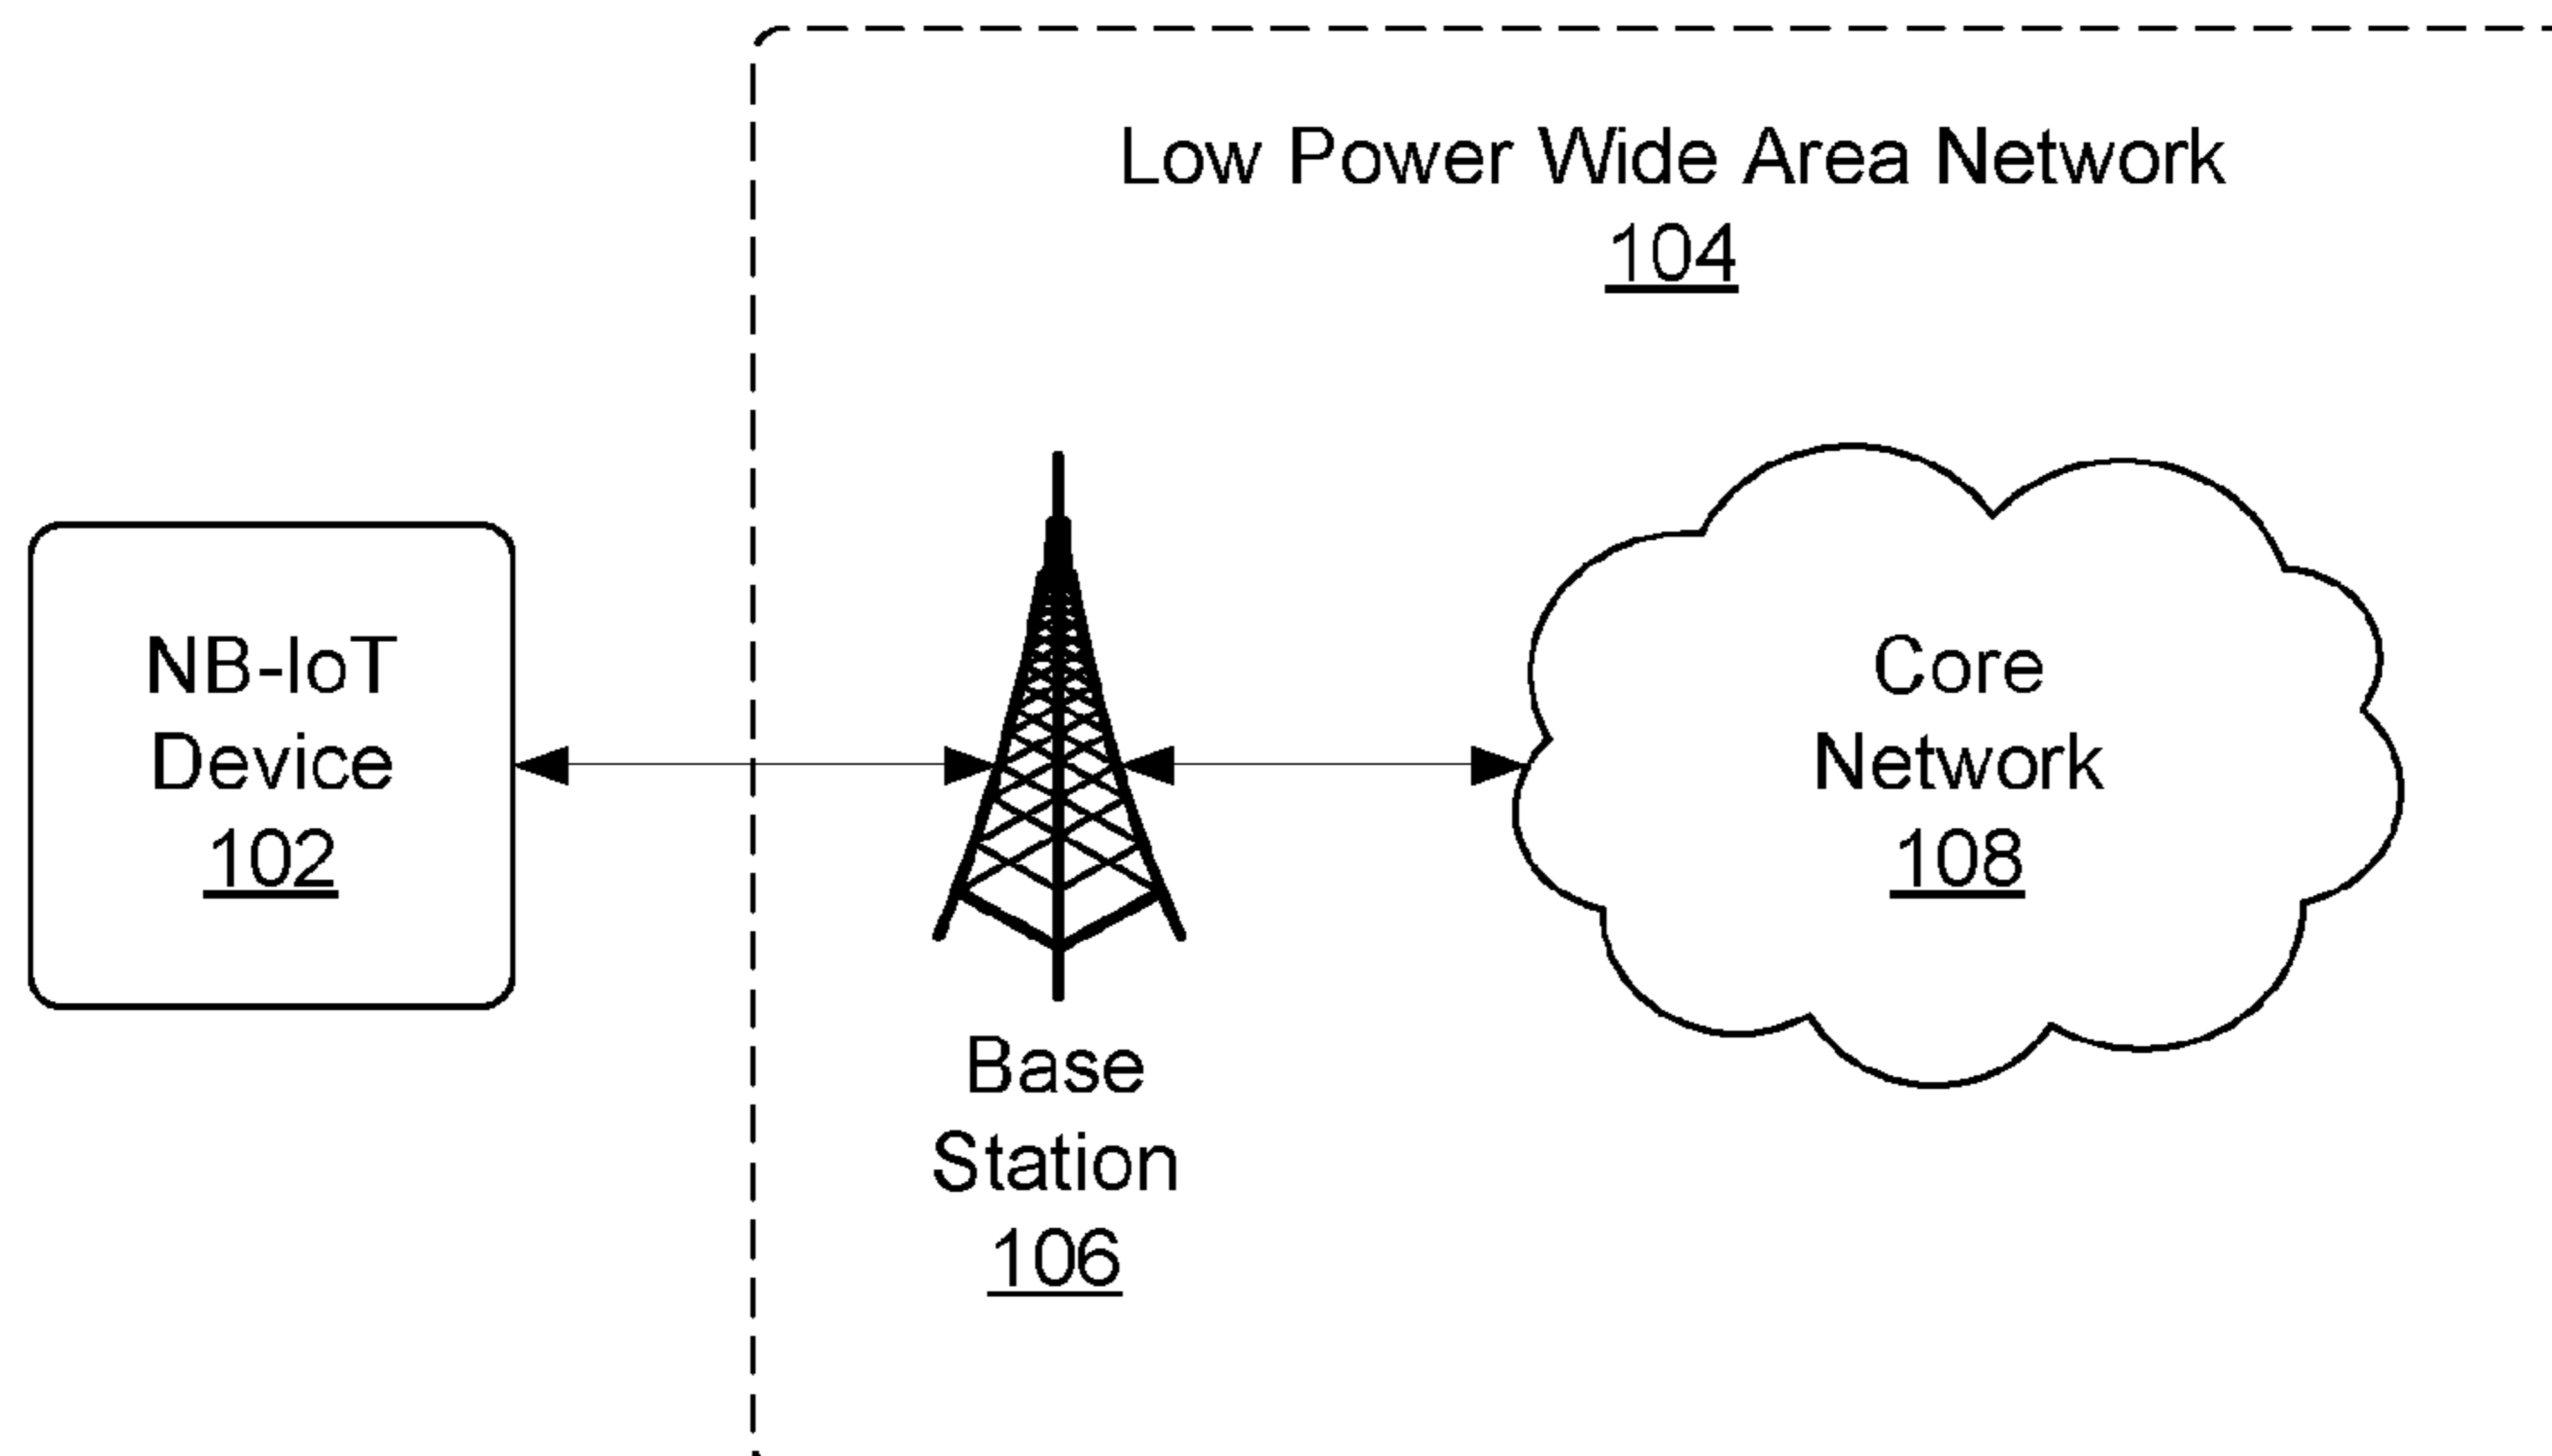 Low Power Wide Area Network
104
NB-IoT
Device
102
Base
Station
106
Core
Network
108